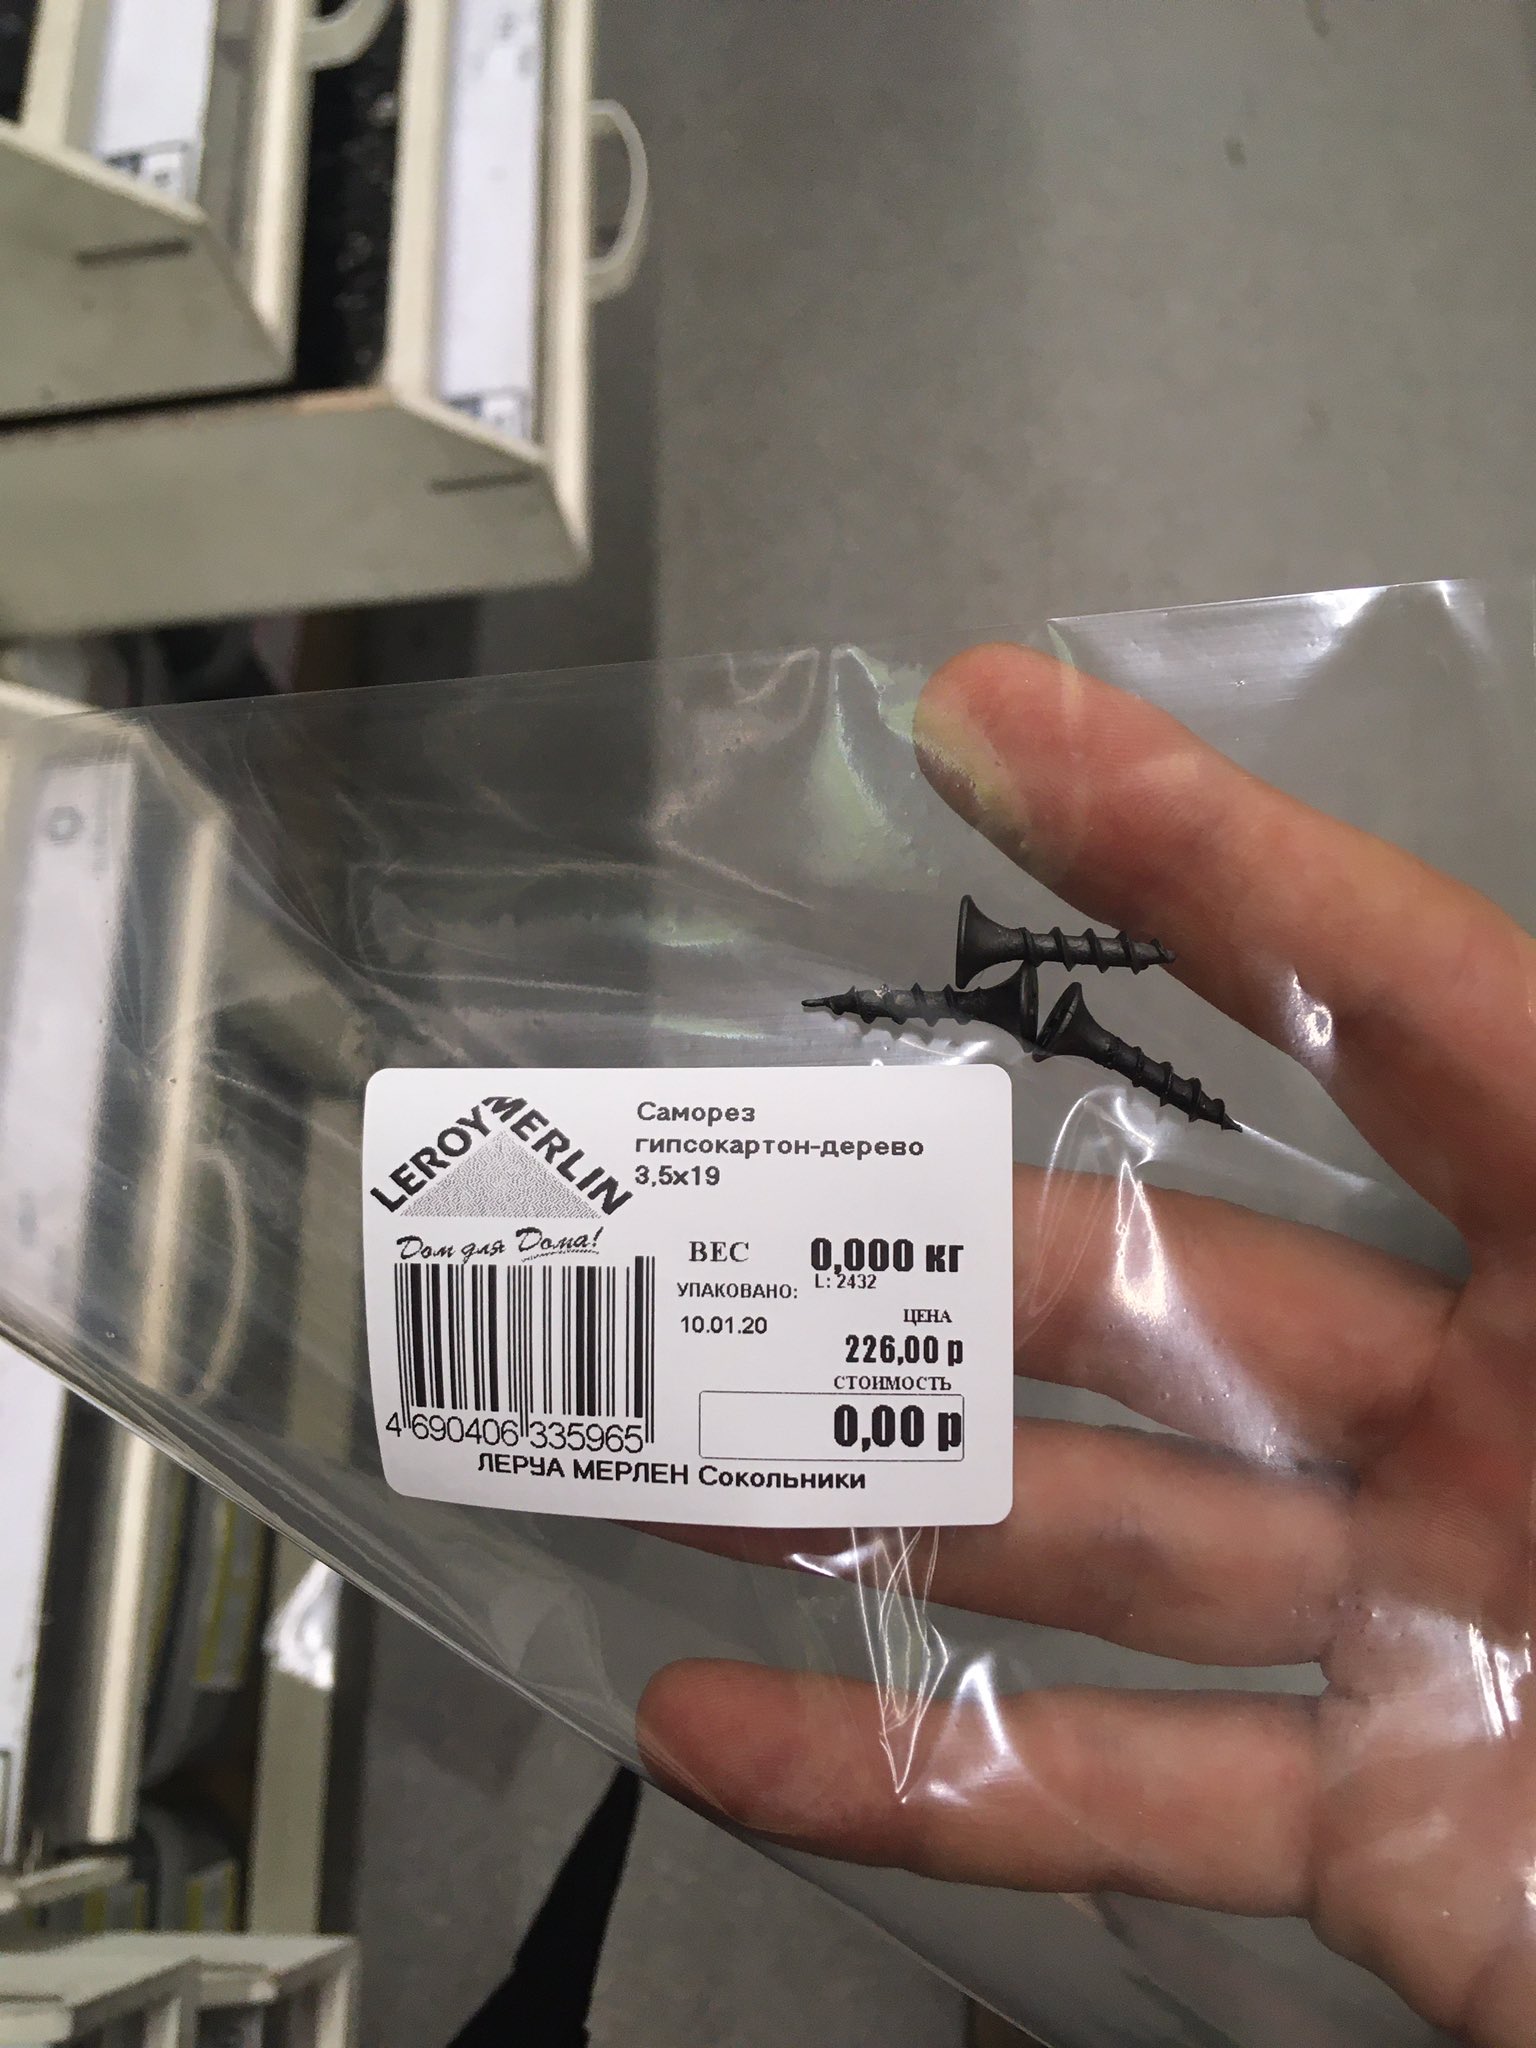 LEROY MERLIN
Дом для Дома!
Саморез
гипсокартон-дерево
3,5x19
ВЕС 0,000 кг
УПАКОВАНО: L: 2432
10.01.20
ЦЕНА
226,00 р
СТОИМОСТЬ
0,00 р
4 690406 335965
ЛЕРУА МЕРЛЕН Сокольники